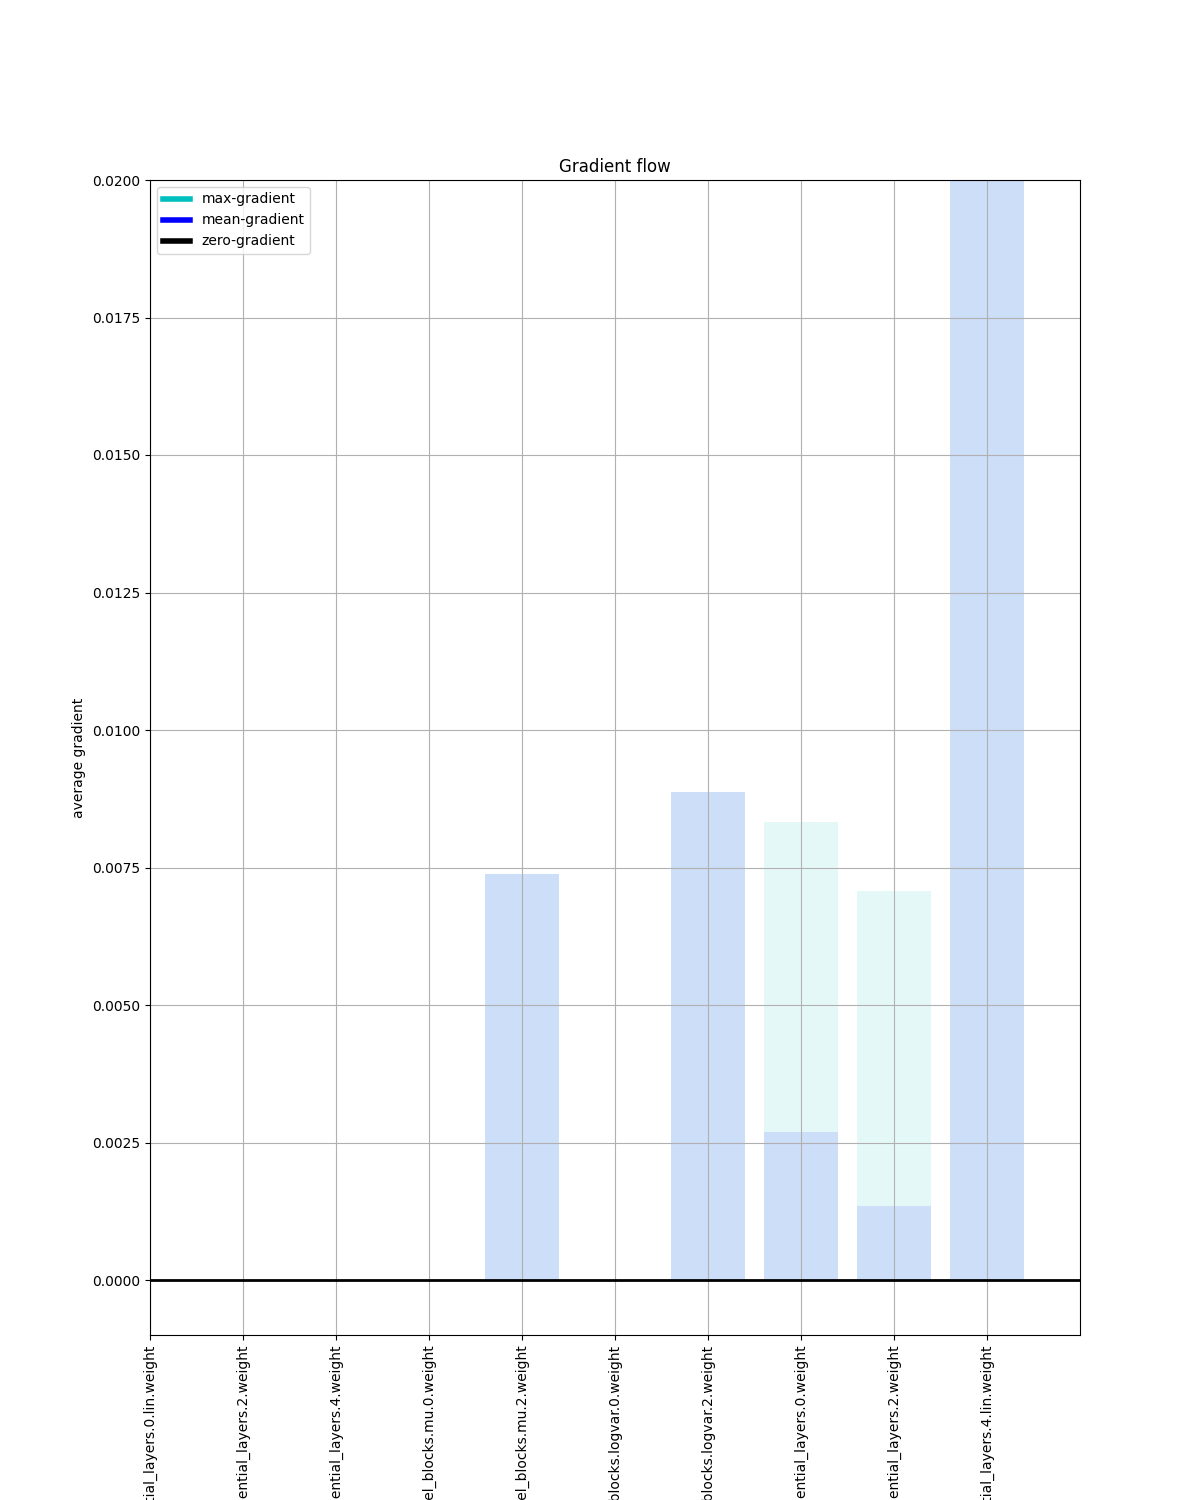 Gradient flow
max-gradient
mean-gradient
zero-gradient
0.0200
0.0175
0.0150
0.0125
0.0100
0.0075
0.0050
0.0025
0.0000
average gradient
tial_layers.0.lin.weight
ential_layers.2.weight
ential_layers.4.weight
el_blocks.mu.0.weight
el_blocks.mu.2.weight
blocks.logvar.0.weight
blocks.logvar.2.weight
ential_layers.0.weight
ential_layers.2.weight
tial_layers.4.lin.weight